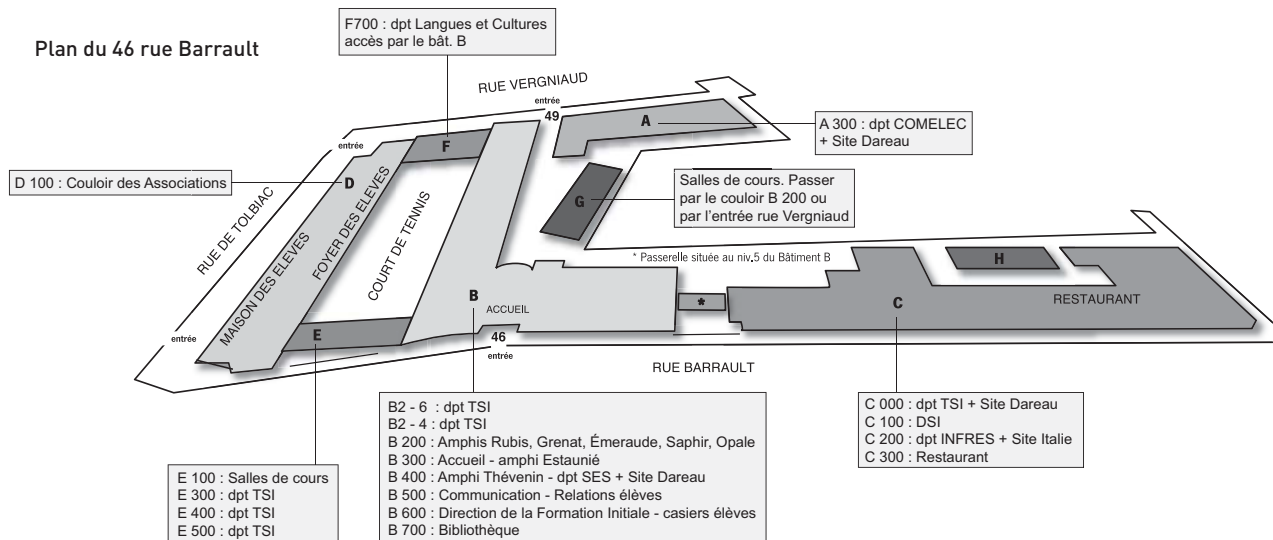 Plan du 46 rue Barrault
F700 : dpt Langues et Cultures
accès par le bât. B
RUE VERGNIAUD
entrée
49
A
A 300 : dpt COMELEC
+ Site Dareau
entrée
F
D
D 100 : Couloir des Associations
Salles de cours. Passer
par le couloir B 200 ou
par l'entrée rue Vergniaud
G
RUE DE TOLBIAC
MAISON DES ELEVES
FOYER DES ELEVES
COURT DE TENNIS
* Passerelle située au niv.5 du Bâtiment B
H
B
ACCUEIL
*
C
RESTAURANT
entrée
E
46
entrée
RUE BARRAULT
E 100 : Salles de cours
E 300 : dpt TSI
E 400 : dpt TSI
E 500 : dpt TSI
B2 - 6 : dpt TSI
B2 - 4 : dpt TSI
B 200 : Amphis Rubis, Grenat, Émeraude, Saphir, Opale
B 300 : Accueil - amphi Estaunié
B 400 : Amphi Thévenin - dpt SES + Site Dareau
B 500 : Communication - Relations élèves
B 600 : Direction de la Formation Initiale - casiers élèves
B 700 : Bibliothèque
C 000 : dpt TSI + Site Dareau
C 100 : DSI
C 200 : dpt INFRES + Site Italie
C 300 : Restaurant